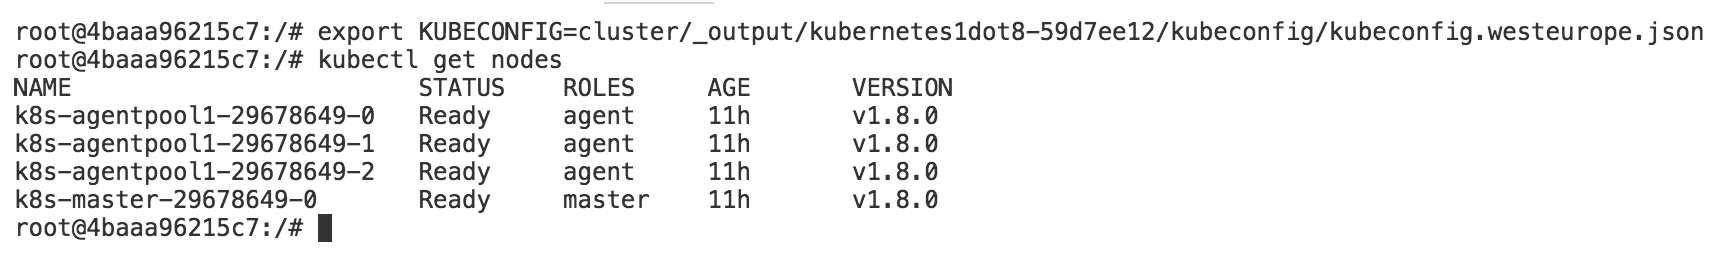 root@4baaa96215c7:/# export KUBECONFIG=cluster/_output/kubernetes1dot8-59d7ee12/kubeconfig/kubeconfig.westeurope.json
root@4baaa96215c7:/# kubectl get nodes
NAME                        STATUS    ROLES     AGE       VERSION
k8s-agentpool1-29678649-0   Ready     agent     11h       v1.8.0
k8s-agentpool1-29678649-1   Ready     agent     11h       v1.8.0
k8s-agentpool1-29678649-2   Ready     agent     11h       v1.8.0
k8s-master-29678649-0       Ready     master    11h       v1.8.0
root@4baaa96215c7:/#